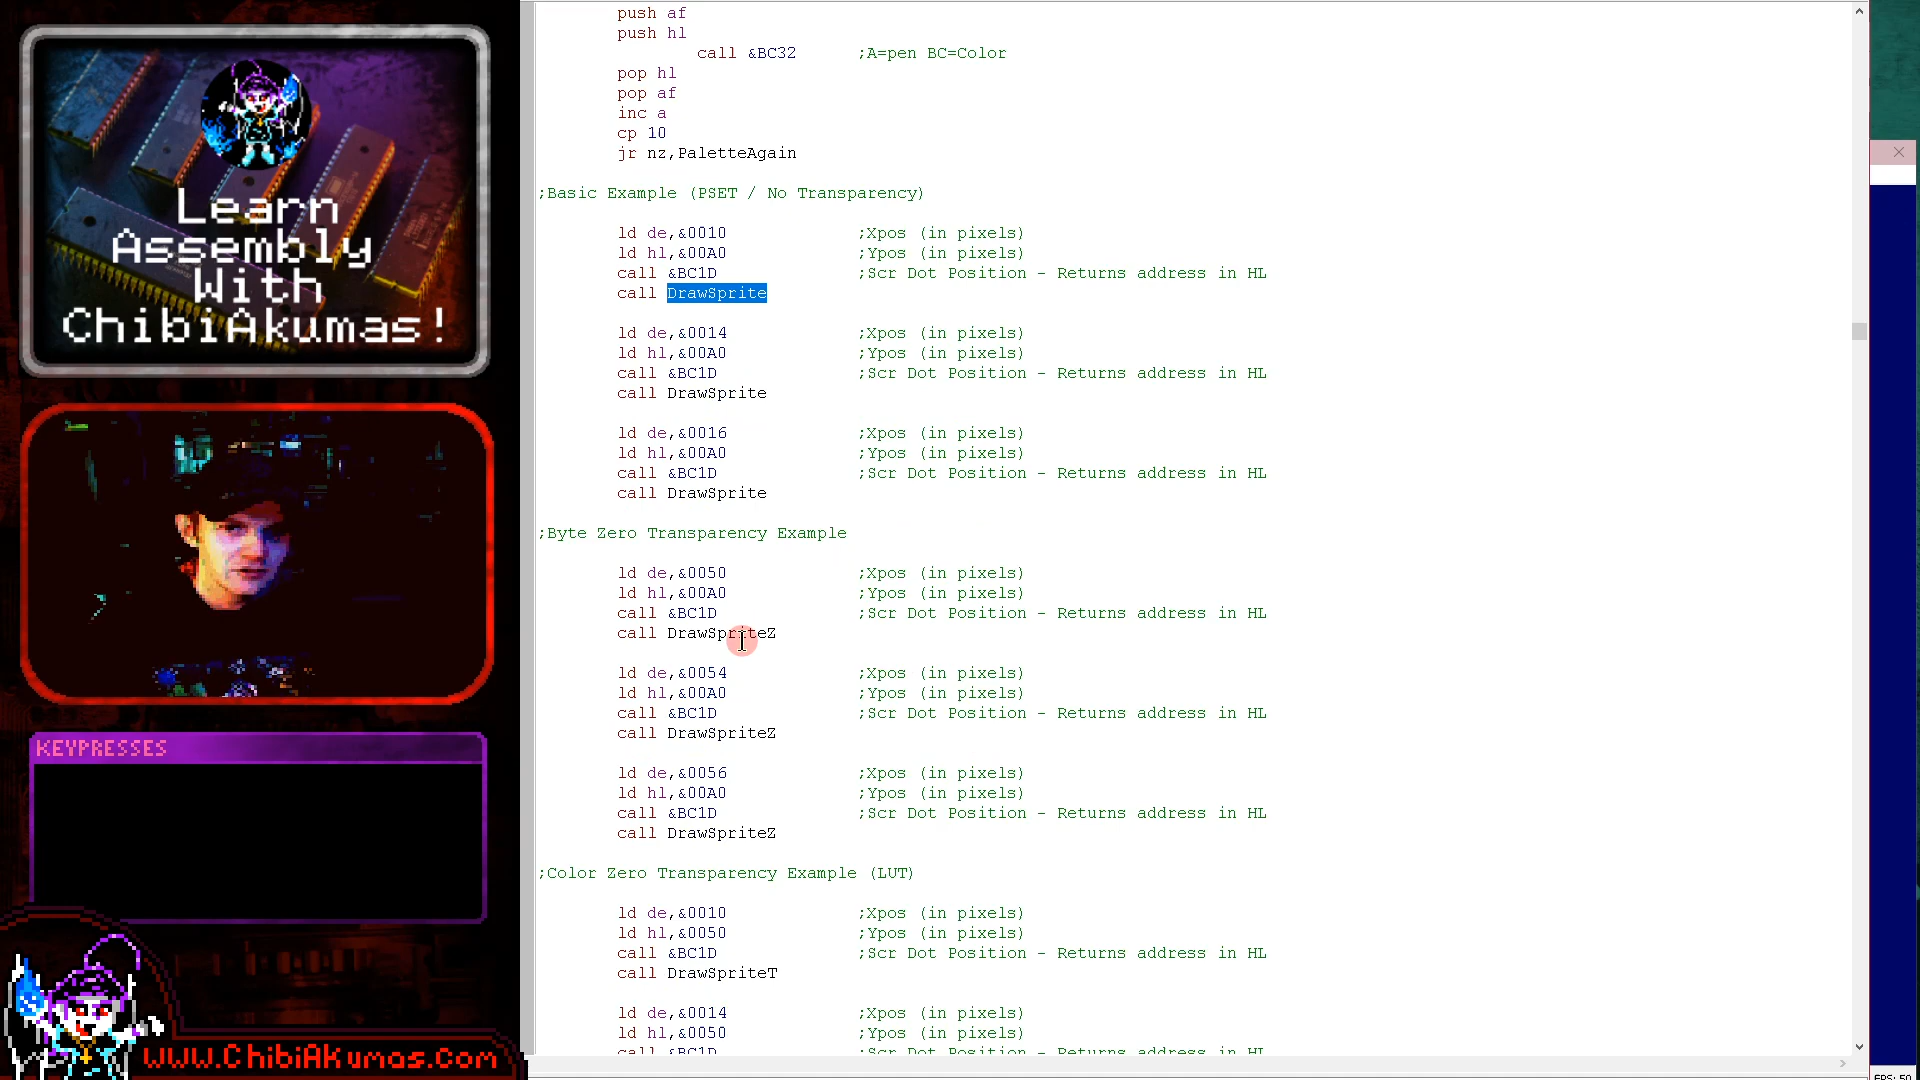 Learn
Assembly
With
ChibiAkumas!
KEYPRESSES
www.ChibiAkumas.com
push af
push hl
call &BC32 ;A=pen BC=Color
pop hl
pop af
inc a
cp 10
jr nz,PaletteAgain
;Basic Example (PSET / No Transparency)
ld de,&0010 ;Xpos (in pixels)
ld hl,&00A0 ;Ypos (in pixels)
call &BC1D ;Scr Dot Position - Returns address in HL
call DrawSprite
ld de,&0014 ;Xpos (in pixels)
ld hl,&00A0 ;Ypos (in pixels)
call &BC1D ;Scr Dot Position - Returns address in HL
call DrawSprite
ld de,&0016 ;Xpos (in pixels)
ld hl,&00A0 ;Ypos (in pixels)
call &BC1D ;Scr Dot Position - Returns address in HL
call DrawSprite
;Byte Zero Transparency Example
ld de,&0050 ;Xpos (in pixels)
ld hl,&00A0 ;Ypos (in pixels)
call &BC1D ;Scr Dot Position - Returns address in HL
call DrawSpriteZ
ld de,&0054 ;Xpos (in pixels)
ld hl,&00A0 ;Ypos (in pixels)
call &BC1D ;Scr Dot Position - Returns address in HL
call DrawSpriteZ
ld de,&0056 ;Xpos (in pixels)
ld hl,&00A0 ;Ypos (in pixels)
call &BC1D ;Scr Dot Position - Returns address in HL
call DrawSpriteZ
;Color Zero Transparency Example (LUT)
ld de,&0010 ;Xpos (in pixels)
ld hl,&0050 ;Ypos (in pixels)
call &BC1D ;Scr Dot Position - Returns address in HL
call DrawSpriteT
ld de,&0014 ;Xpos (in pixels)
ld hl,&0050 ;Ypos (in pixels)
call &BC1D ;Scr Dot Position - Returns address in HL
FPS: 50